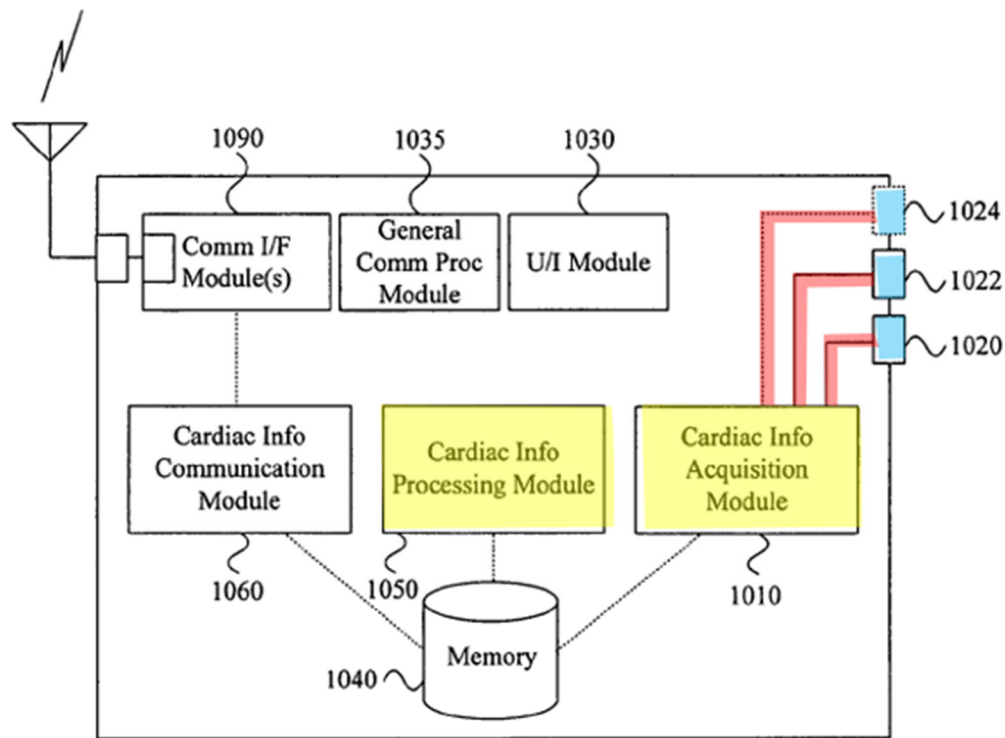 1090
1035
1030
1024
Comm I/F
Module(s)
General
Comm Proc
Module
U/I Module
1022
1020
Cardiac Info
Communication
Module
Cardiac Info
Processing Module
Cardiac Info
Acquisition
Module
1060
1050
1010
Memory
1040